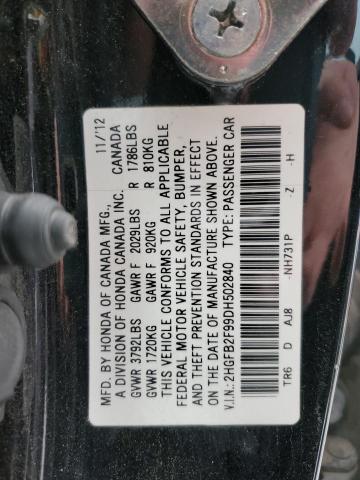 MFD. BY HONDA OF CANADA MFG., 11/12
A DIVISION OF HONDA CANADA INC. CANADA
GVWR 3792LBS GAWR F 2029LBS R 1786LBS
GVWR 1720KG GAWR F 920KG R 810KG
THIS VEHICLE CONFORMS TO ALL APPLICABLE
FEDERAL MOTOR VEHICLE SAFETY, BUMPER,
AND THEFT PREVENTION STANDARDS IN EFFECT
ON THE DATE OF MANUFACTURE SHOWN ABOVE.
V.I.N.: 2HGFB2F99DH502840 TYPE: PASSENGER CAR
TR6 D AJ8 -NH731P -Z -H